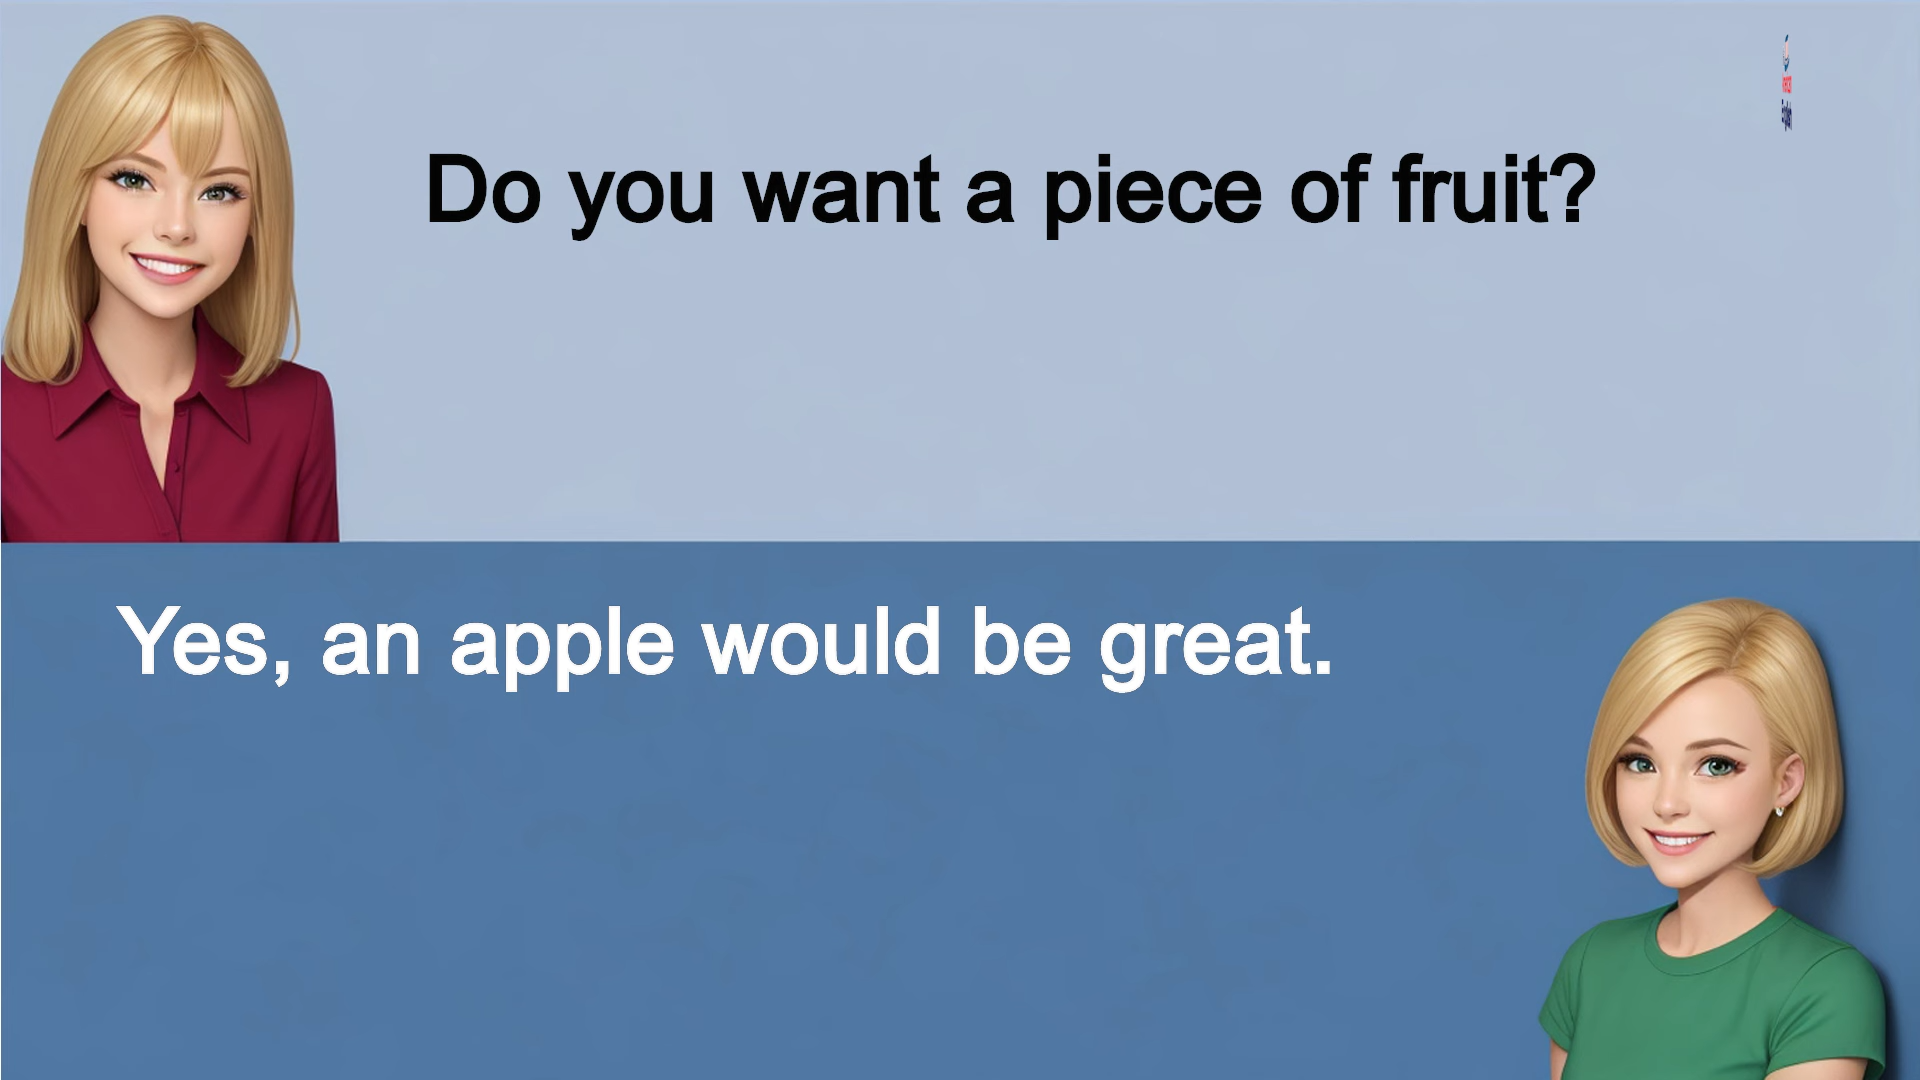 Do you want a piece of fruit?
Yes, an apple would be great.